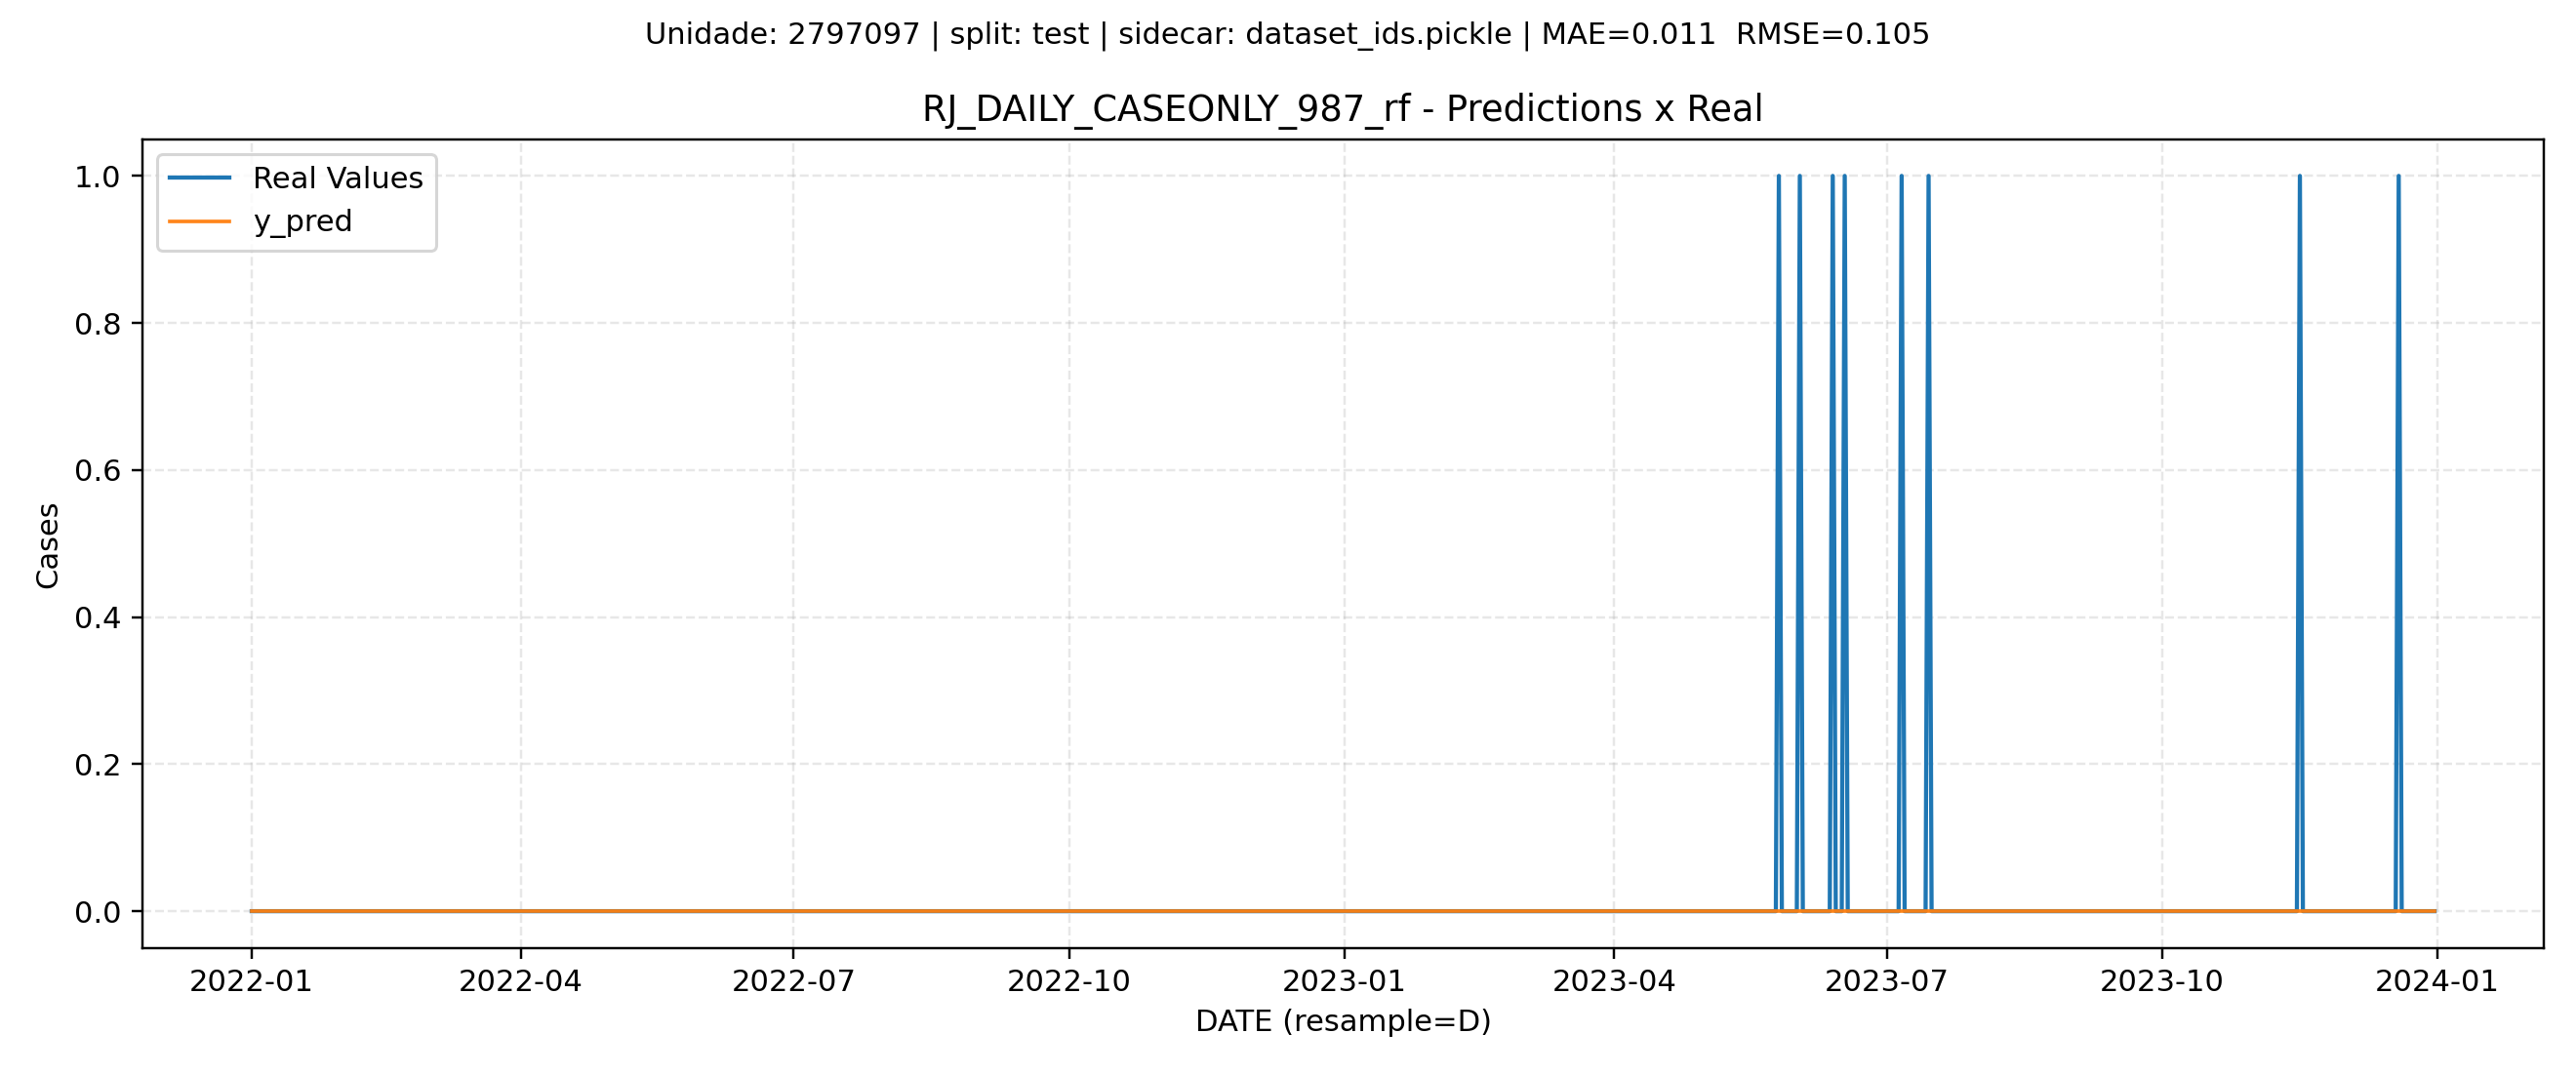 Unidade: 2797097 | split: test | sidecar: dataset_ids.pickle | MAE=0.011  RMSE=0.105
RJ_DAILY_CASEONLY_987_rf - Predictions x Real
Real Values
y_pred
1.0
0.8
0.6
0.4
0.2
0.0
Cases
2022-01 2022-04 2022-07 2022-10 2023-01 2023-04 2023-07 2023-10 2024-01
DATE (resample=D)